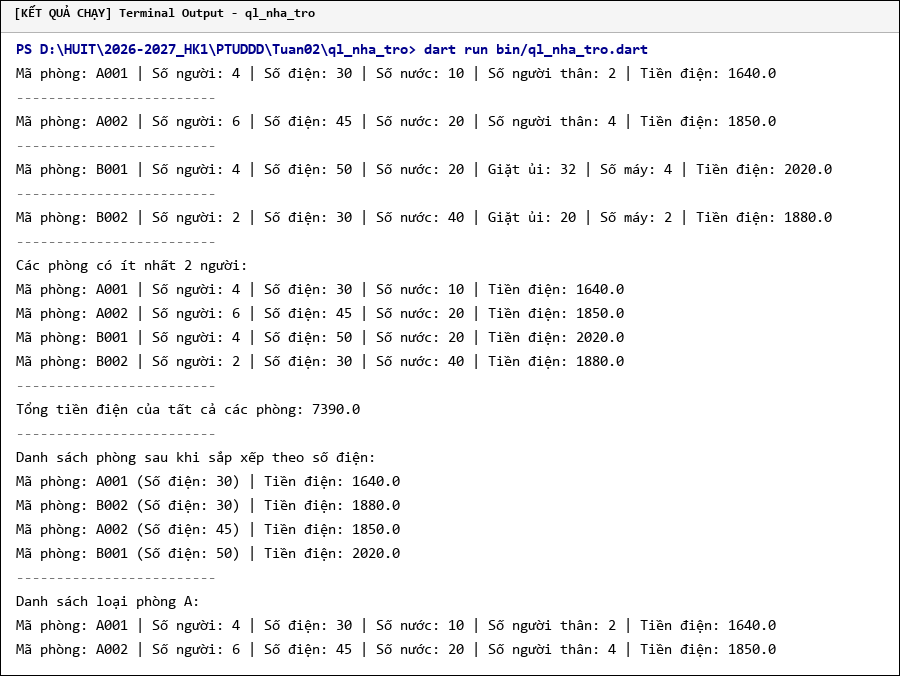 [KẾT QUẢ CHẠY] Terminal Output - ql_nha_tro
PS D:\HUIT\2026-2027_HK1\PTUDDD\Tuan02\ql_nha_tro> dart run bin/ql_nha_tro.dart
Mã phòng: A001 | Số người: 4 | Số điện: 30 | Số nước: 10 | Số người thân: 2 | Tiền điện: 1640.0
-------------------------
Mã phòng: A002 | Số người: 6 | Số điện: 45 | Số nước: 20 | Số người thân: 4 | Tiền điện: 1850.0
-------------------------
Mã phòng: B001 | Số người: 4 | Số điện: 50 | Số nước: 20 | Giặt ủi: 32 | Số máy: 4 | Tiền điện: 2020.0
-------------------------
Mã phòng: B002 | Số người: 2 | Số điện: 30 | Số nước: 40 | Giặt ủi: 20 | Số máy: 2 | Tiền điện: 1880.0
-------------------------
Các phòng có ít nhất 2 người:
Mã phòng: A001 | Số người: 4 | Số điện: 30 | Số nước: 10 | Tiền điện: 1640.0
Mã phòng: A002 | Số người: 6 | Số điện: 45 | Số nước: 20 | Tiền điện: 1850.0
Mã phòng: B001 | Số người: 4 | Số điện: 50 | Số nước: 20 | Tiền điện: 2020.0
Mã phòng: B002 | Số người: 2 | Số điện: 30 | Số nước: 40 | Tiền điện: 1880.0
-------------------------
Tổng tiền điện của tất cả các phòng: 7390.0
-------------------------
Danh sách phòng sau khi sắp xếp theo số điện:
Mã phòng: A001 (Số điện: 30) | Tiền điện: 1640.0
Mã phòng: B002 (Số điện: 30) | Tiền điện: 1880.0
Mã phòng: A002 (Số điện: 45) | Tiền điện: 1850.0
Mã phòng: B001 (Số điện: 50) | Tiền điện: 2020.0
-------------------------
Danh sách loại phòng A:
Mã phòng: A001 | Số người: 4 | Số điện: 30 | Số nước: 10 | Số người thân: 2 | Tiền điện: 1640.0
Mã phòng: A002 | Số người: 6 | Số điện: 45 | Số nước: 20 | Số người thân: 4 | Tiền điện: 1850.0